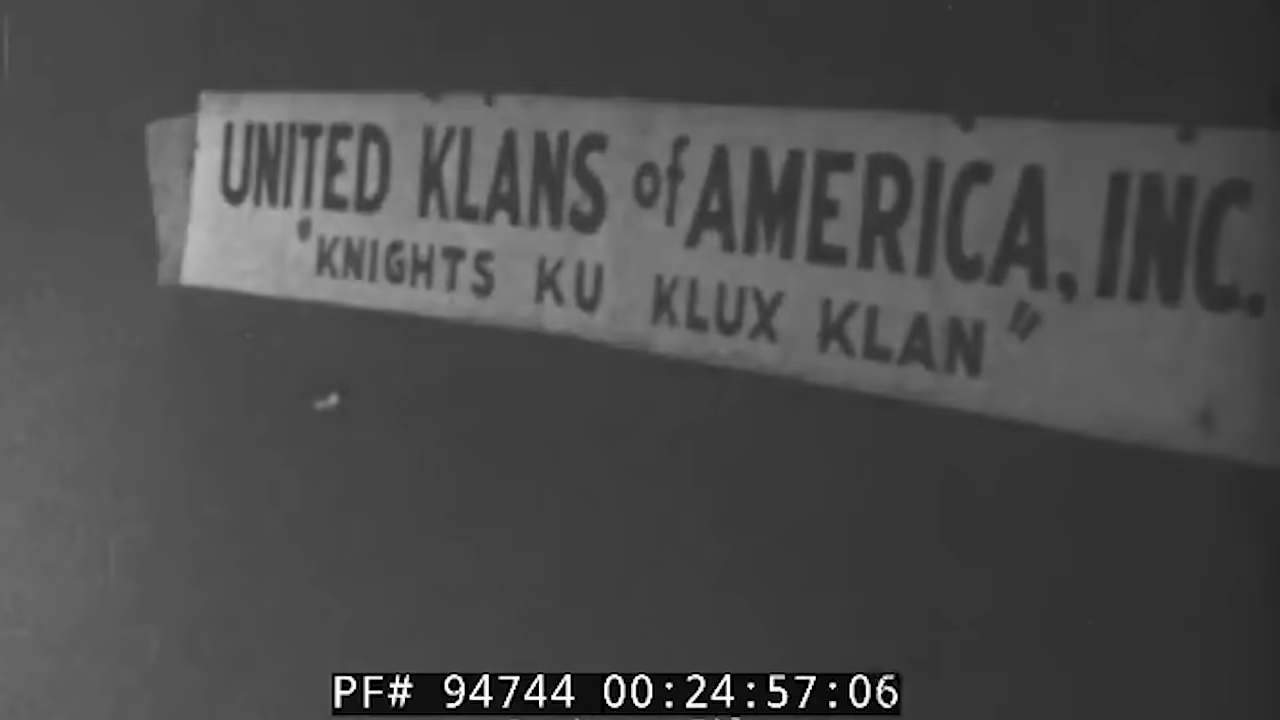 UNITED KLANS of AMERICA, INC.
"KNIGHTS KU KLUX KLAN"
PF# 94744 00:24:57:06